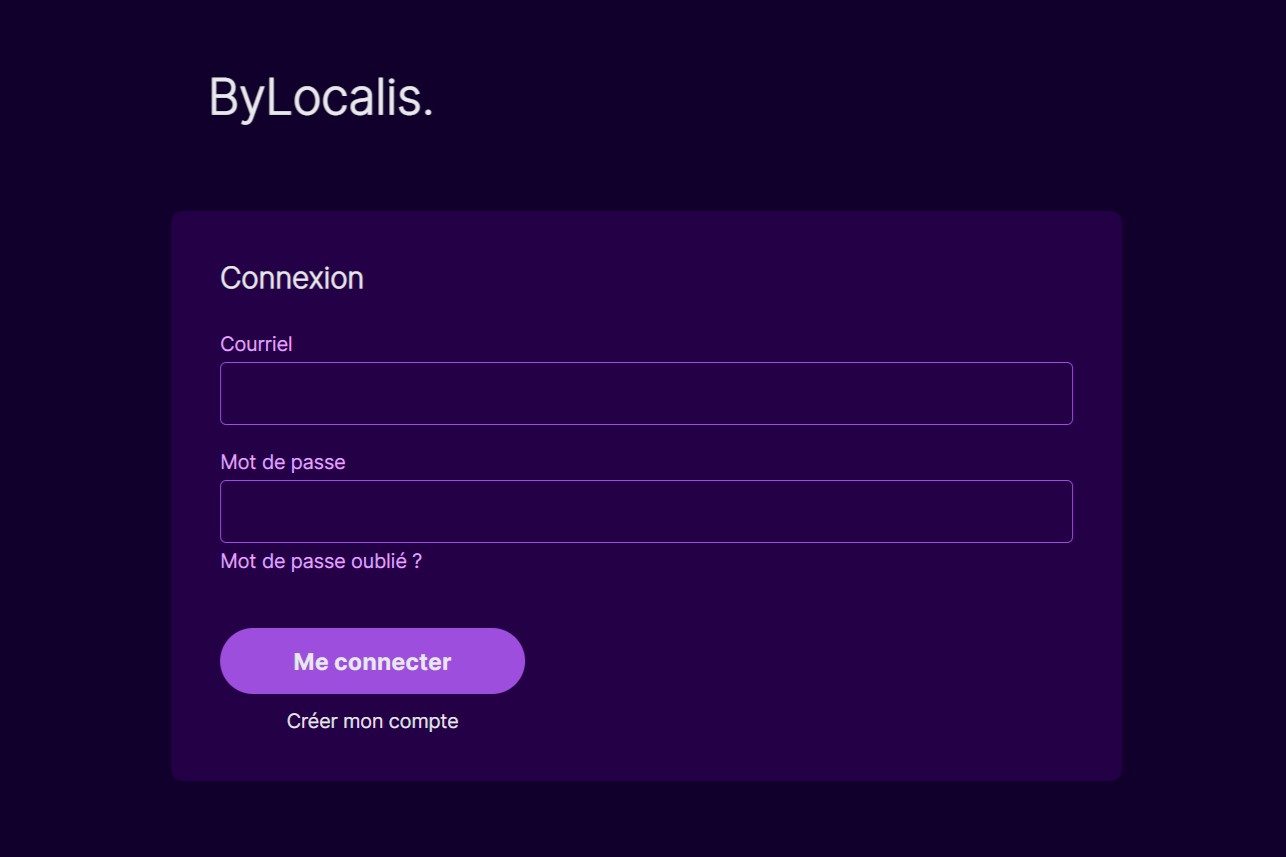 ByLocalis.
Connexion
Courriel
Mot de passe
Mot de passe oublié ?
Me connecter
Créer mon compte